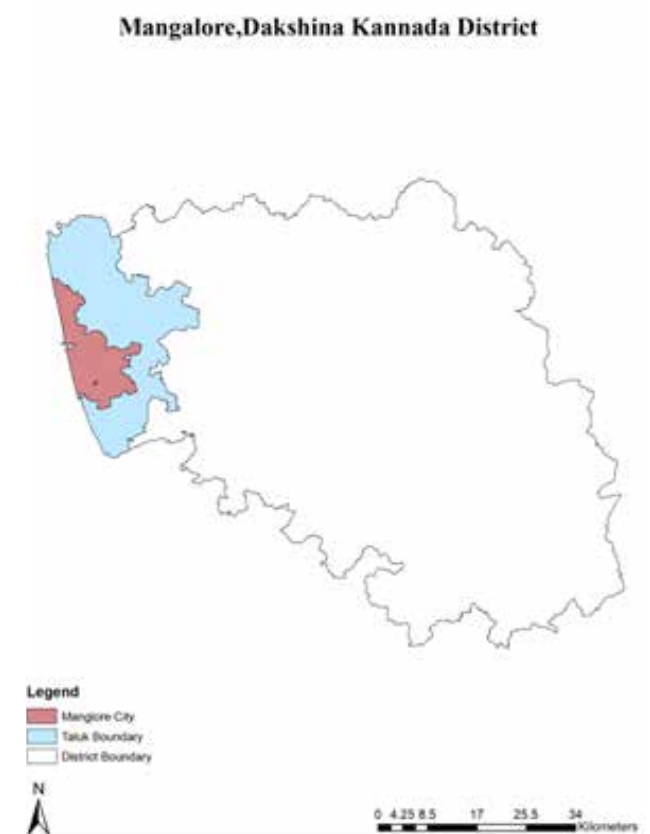 Mangalore,Dakshina Kannada District
Legend
Manglore City
Taluk Boundary
District Boundary
N
0 4.25 8.5 17 25.5 34
Kilometers